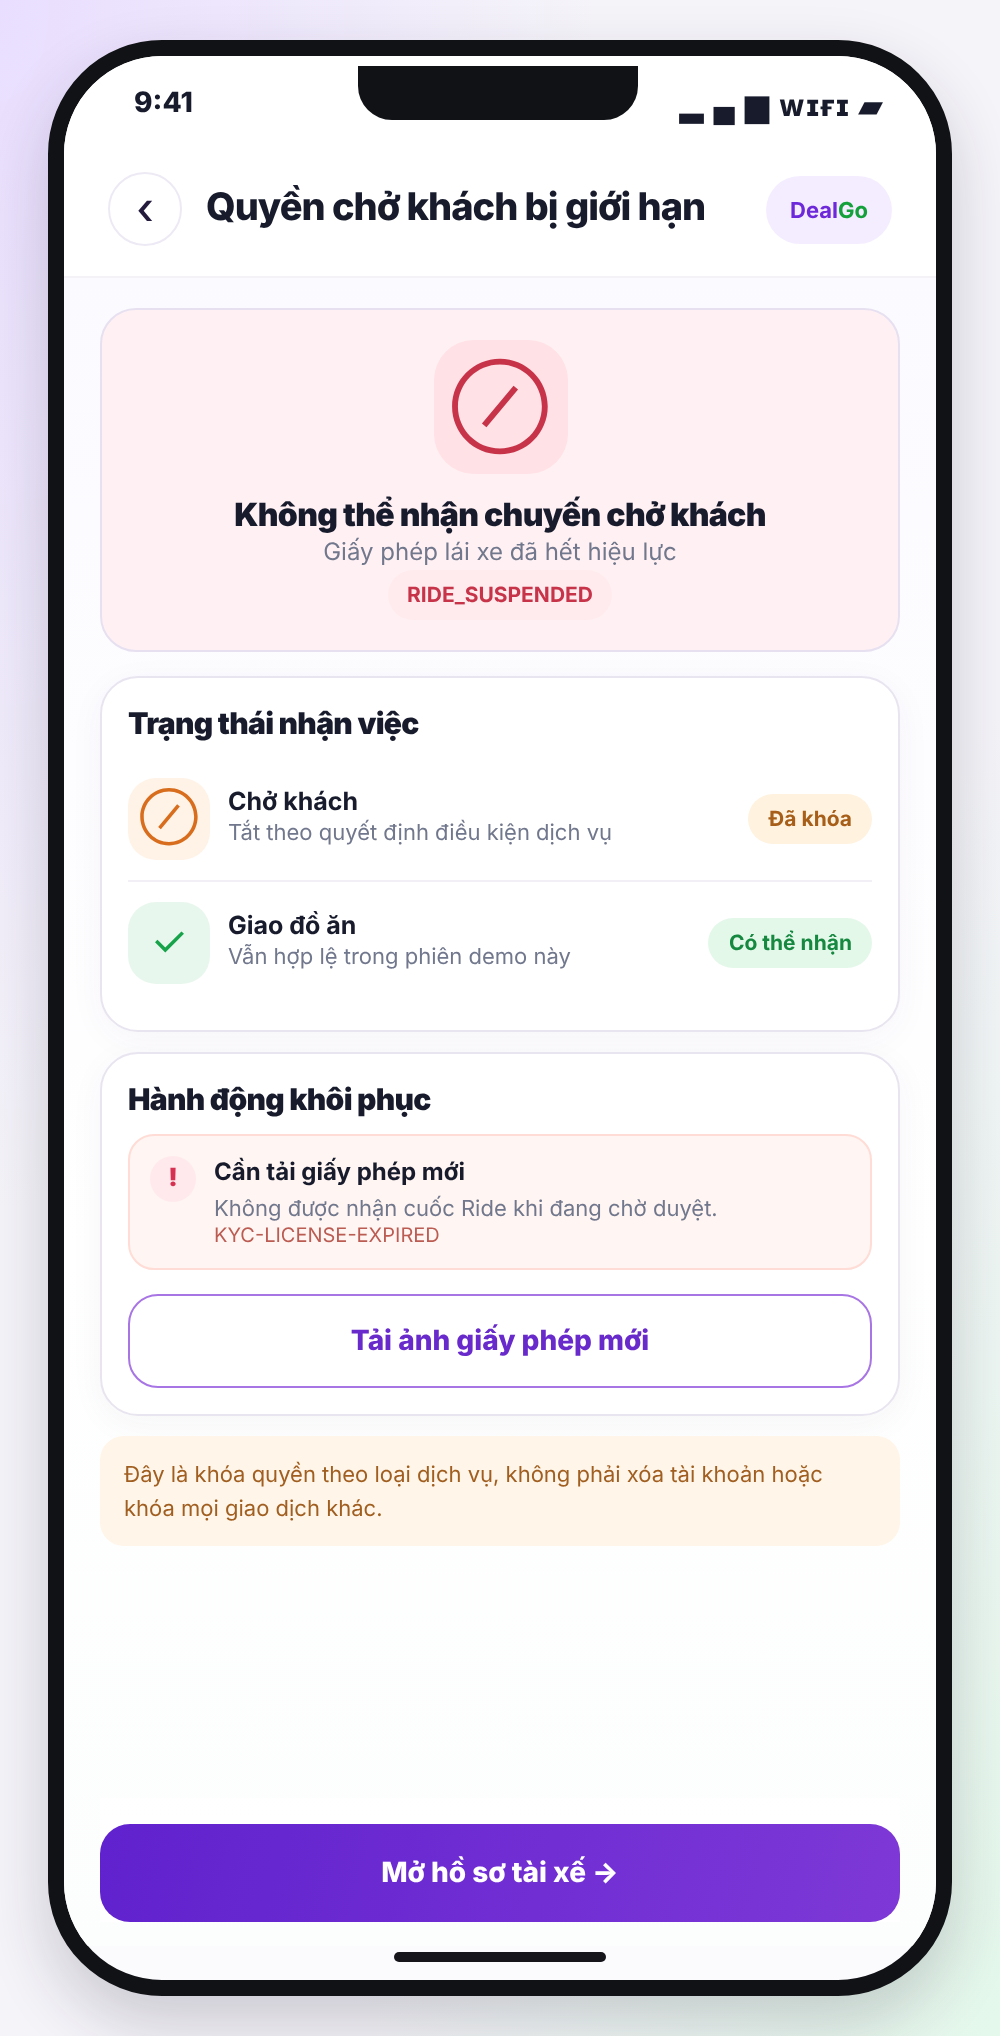 9:41
WIFI
Quyền chở khách bị giới hạn
DealGo
Không thể nhận chuyến chở khách
Giấy phép lái xe đã hết hiệu lực
RIDE_SUSPENDED
Trạng thái nhận việc
Chở khách
Tắt theo quyết định điều kiện dịch vụ
Đã khóa
Giao đồ ăn
Vẫn hợp lệ trong phiên demo này
Có thể nhận
Hành động khôi phục
!
Cần tải giấy phép mới
Không được nhận cuốc Ride khi đang chờ duyệt.
KYC-LICENSE-EXPIRED
Tải ảnh giấy phép mới
Đây là khóa quyền theo loại dịch vụ, không phải xóa tài khoản hoặc
khóa mọi giao dịch khác.
Mở hồ sơ tài xế →